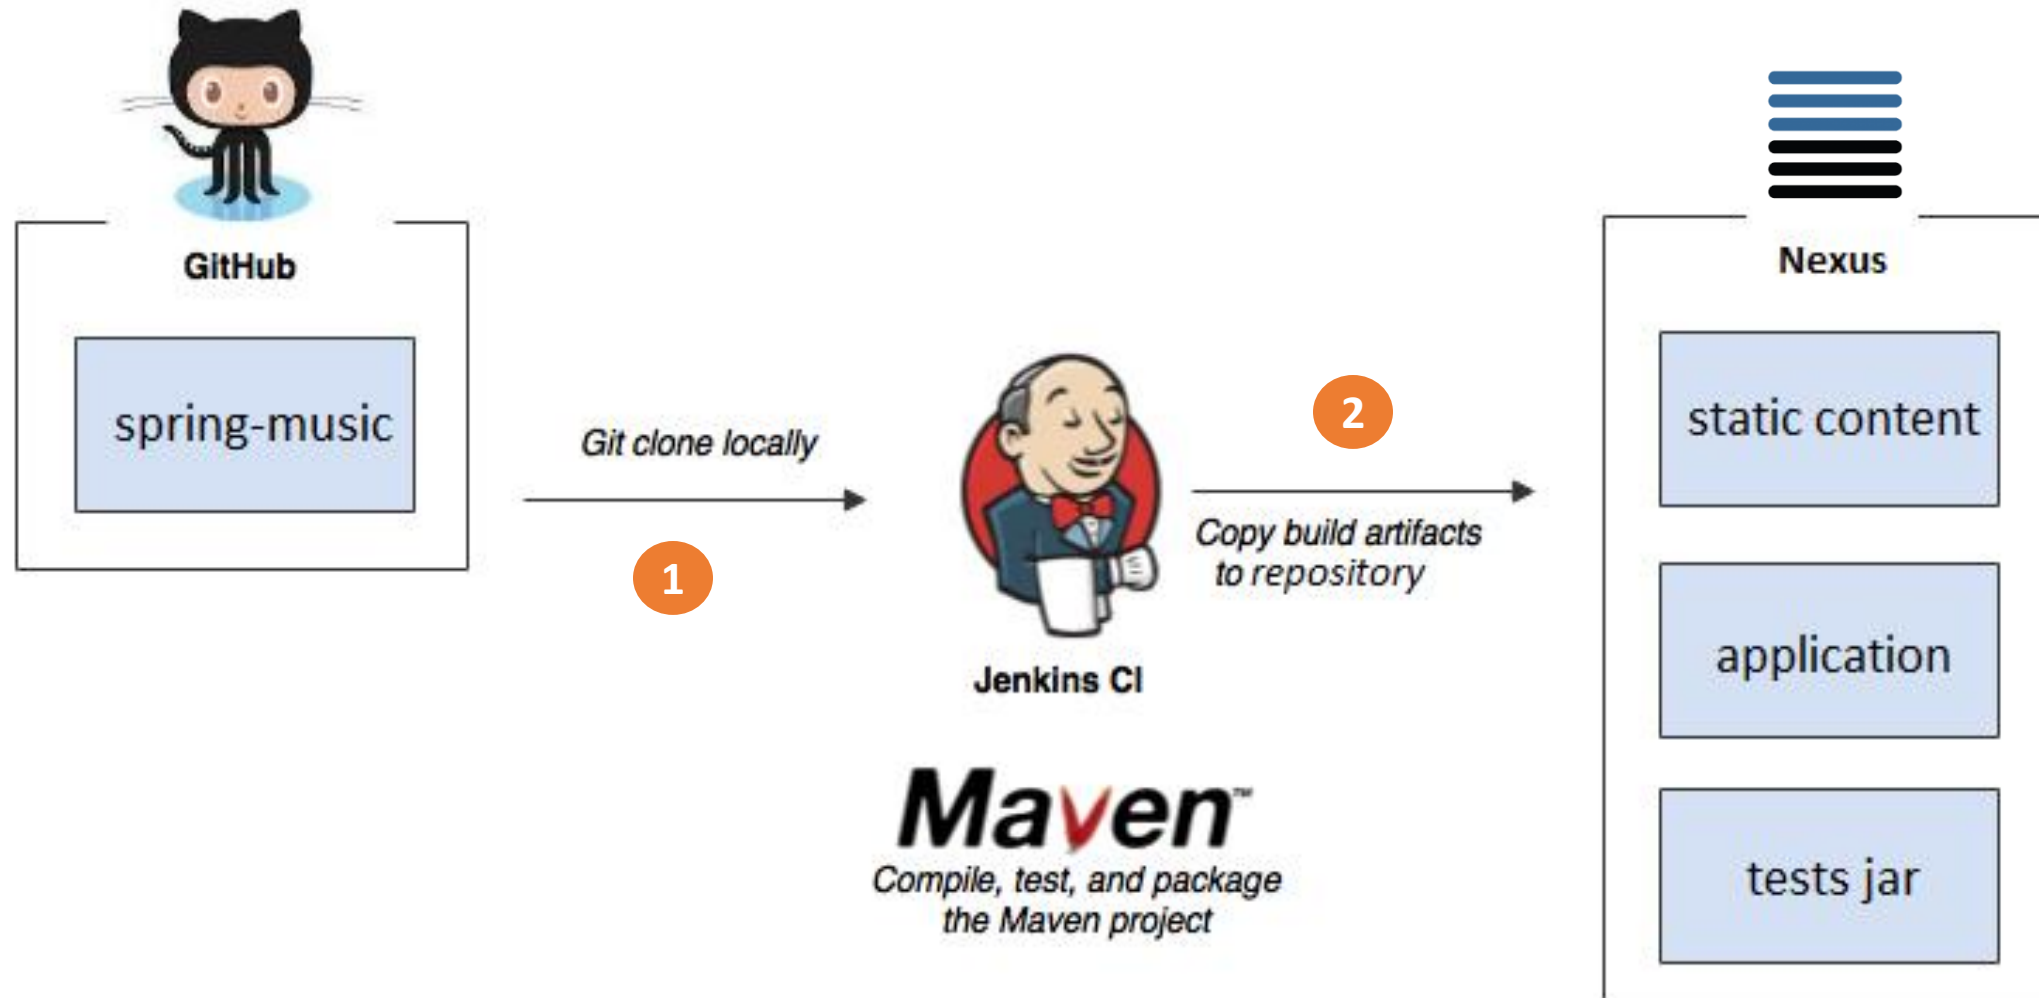 GitHub
spring-music
Git clone locally
1
Jenkins CI
Maven™
Compile, test, and package
the Maven project
2
Copy build artifacts
to repository
Nexus
static content
application
tests jar